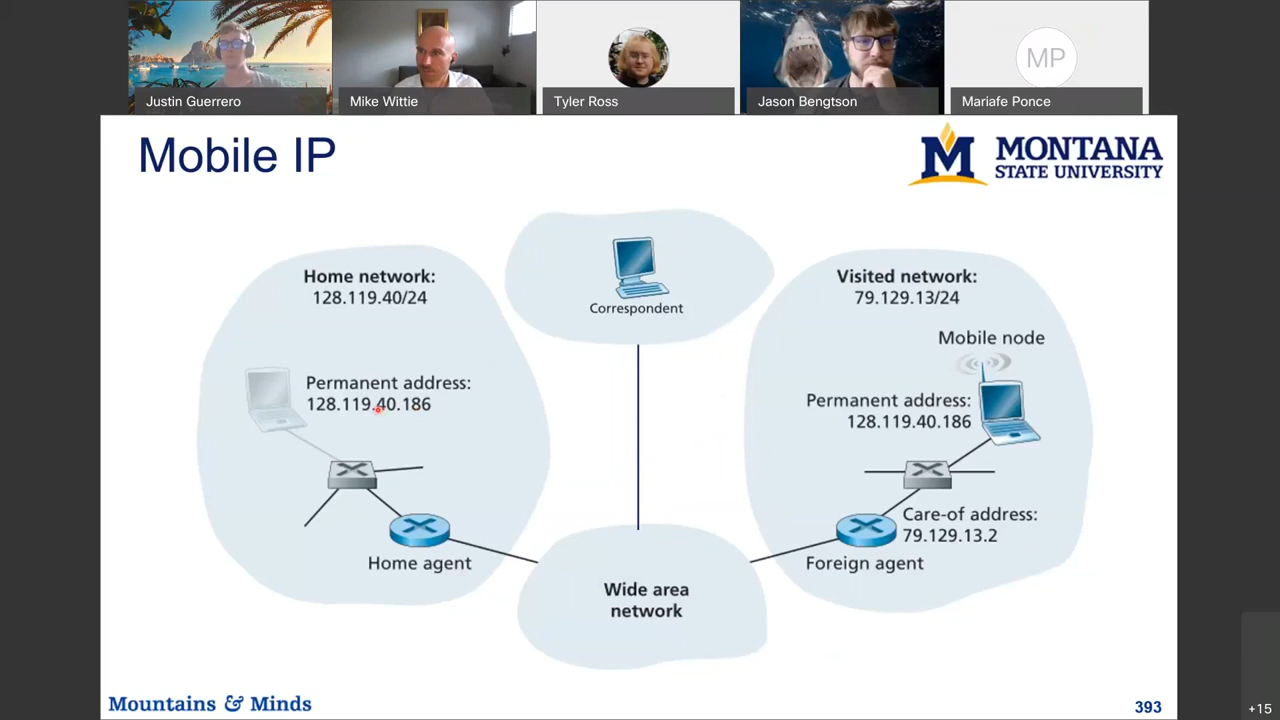 Justin Guerrero
Mike Wittie
Tyler Ross
Jason Bengtson
MP
Mariafe Ponce
Mobile IP
M
MONTANA
STATE UNIVERSITY
Home network:
128.119.40/24
Correspondent
Visited network:
79.129.13/24
Mobile node
Permanent address:
128.119.40.186
Permanent address:
128.119.40.186
Home agent
Care-of address:
79.129.13.2
Foreign agent
Wide area
network
Mountains & Minds
393
+15